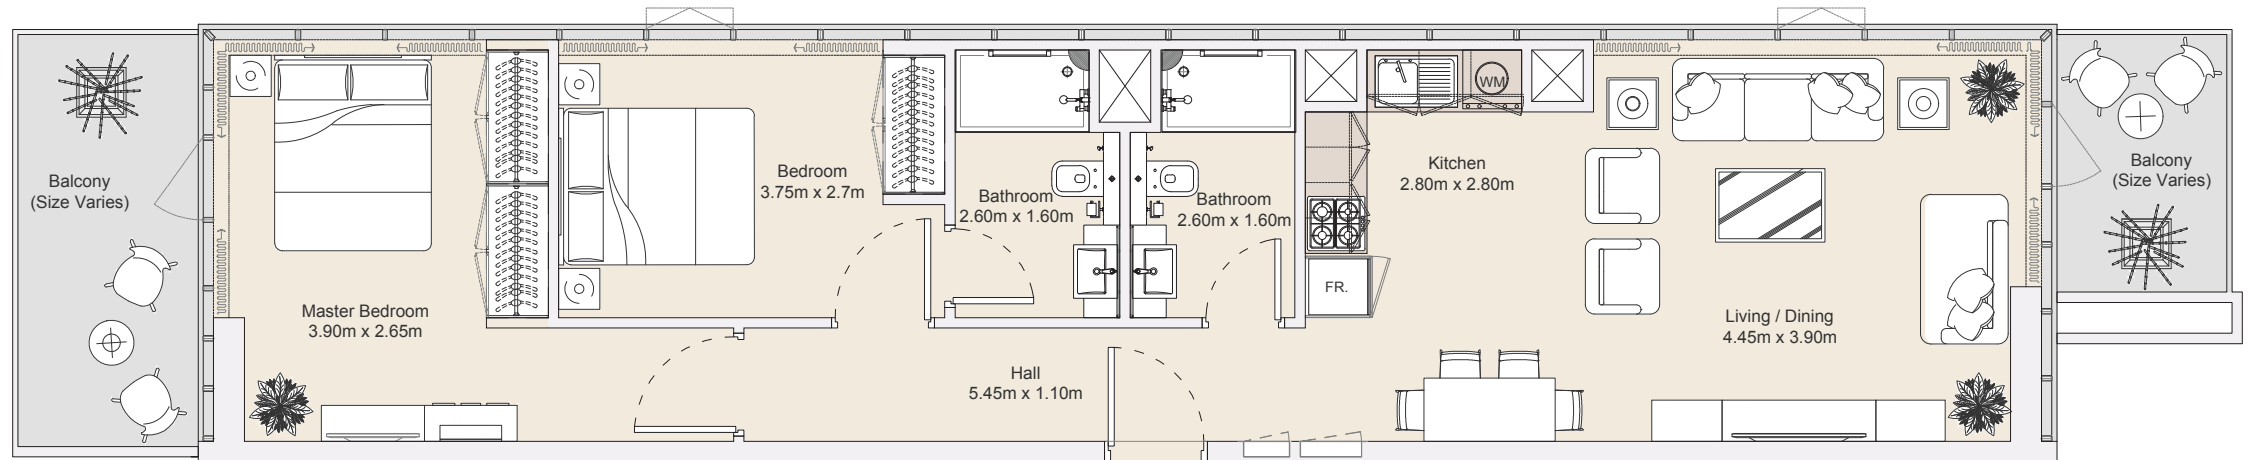 Balcony
(Size Varies)
Master Bedroom
3.90m x 2.65m
Bedroom
3.75m x 2.7m
Bathroom
2.60m x 1.60m
Bathroom
2.60m x 1.60m
Hall
5.45m x 1.10m
WM
Kitchen
2.80m x 2.80m
FR.
Living / Dining
4.45m x 3.90m
Balcony
(Size Varies)